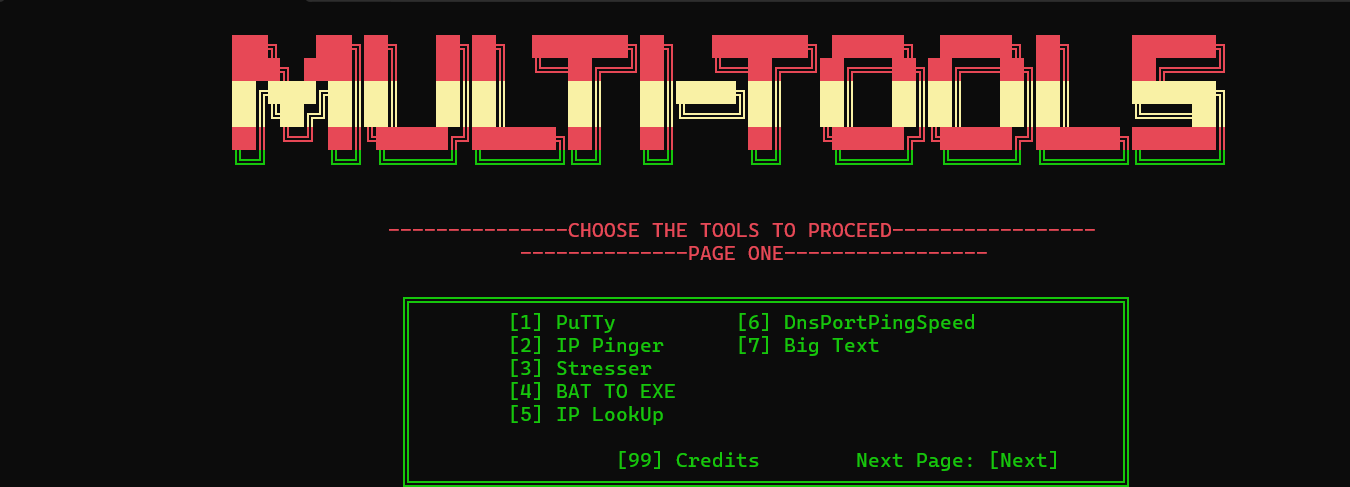 MULTI-TOOLS
---------------CHOOSE THE TOOLS TO PROCEED-----------------
--------------PAGE ONE-----------------
[1] PuTTy [6] DnsPortPingSpeed
[2] IP Pinger [7] Big Text
[3] Stresser
[4] BAT TO EXE
[5] IP LookUp
[99] Credits Next Page: [Next]